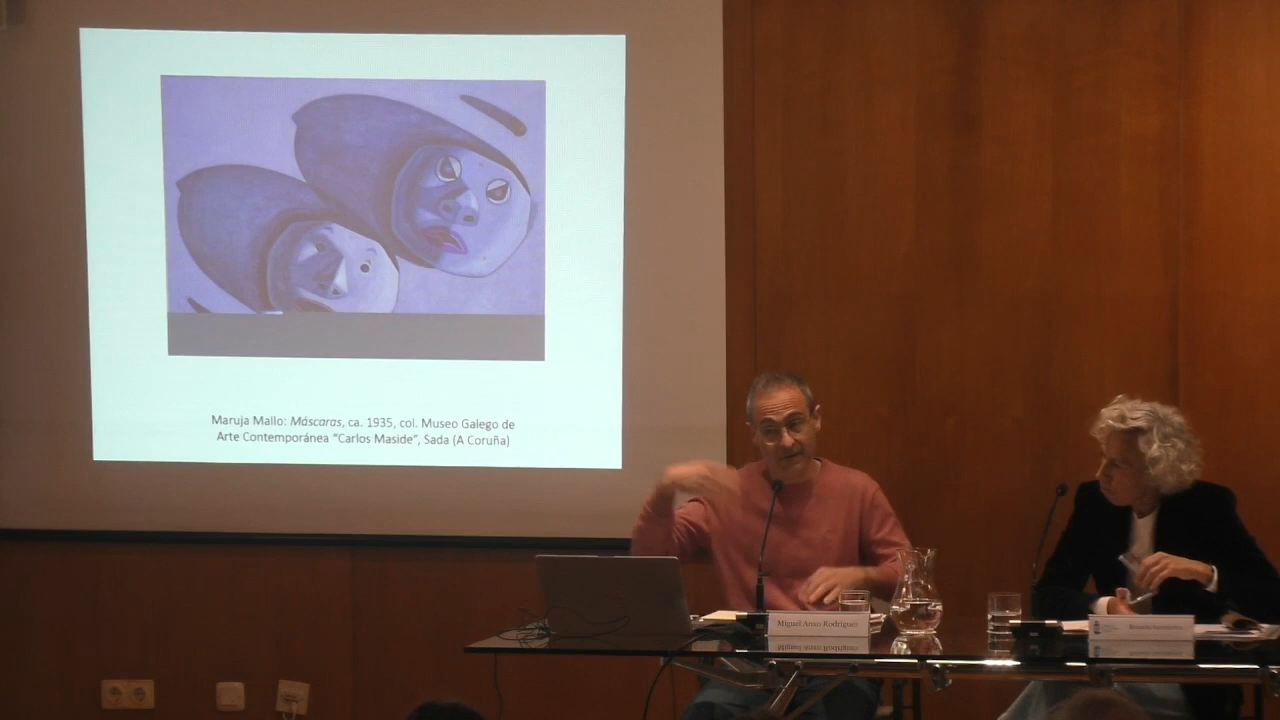 Maruja Mallo: Máscaras, ca. 1935, col. Museo Galego de
Arte Contemporánea "Carlos Maside", Sada (A Coruña)
Miguel Anxo Rodríguez